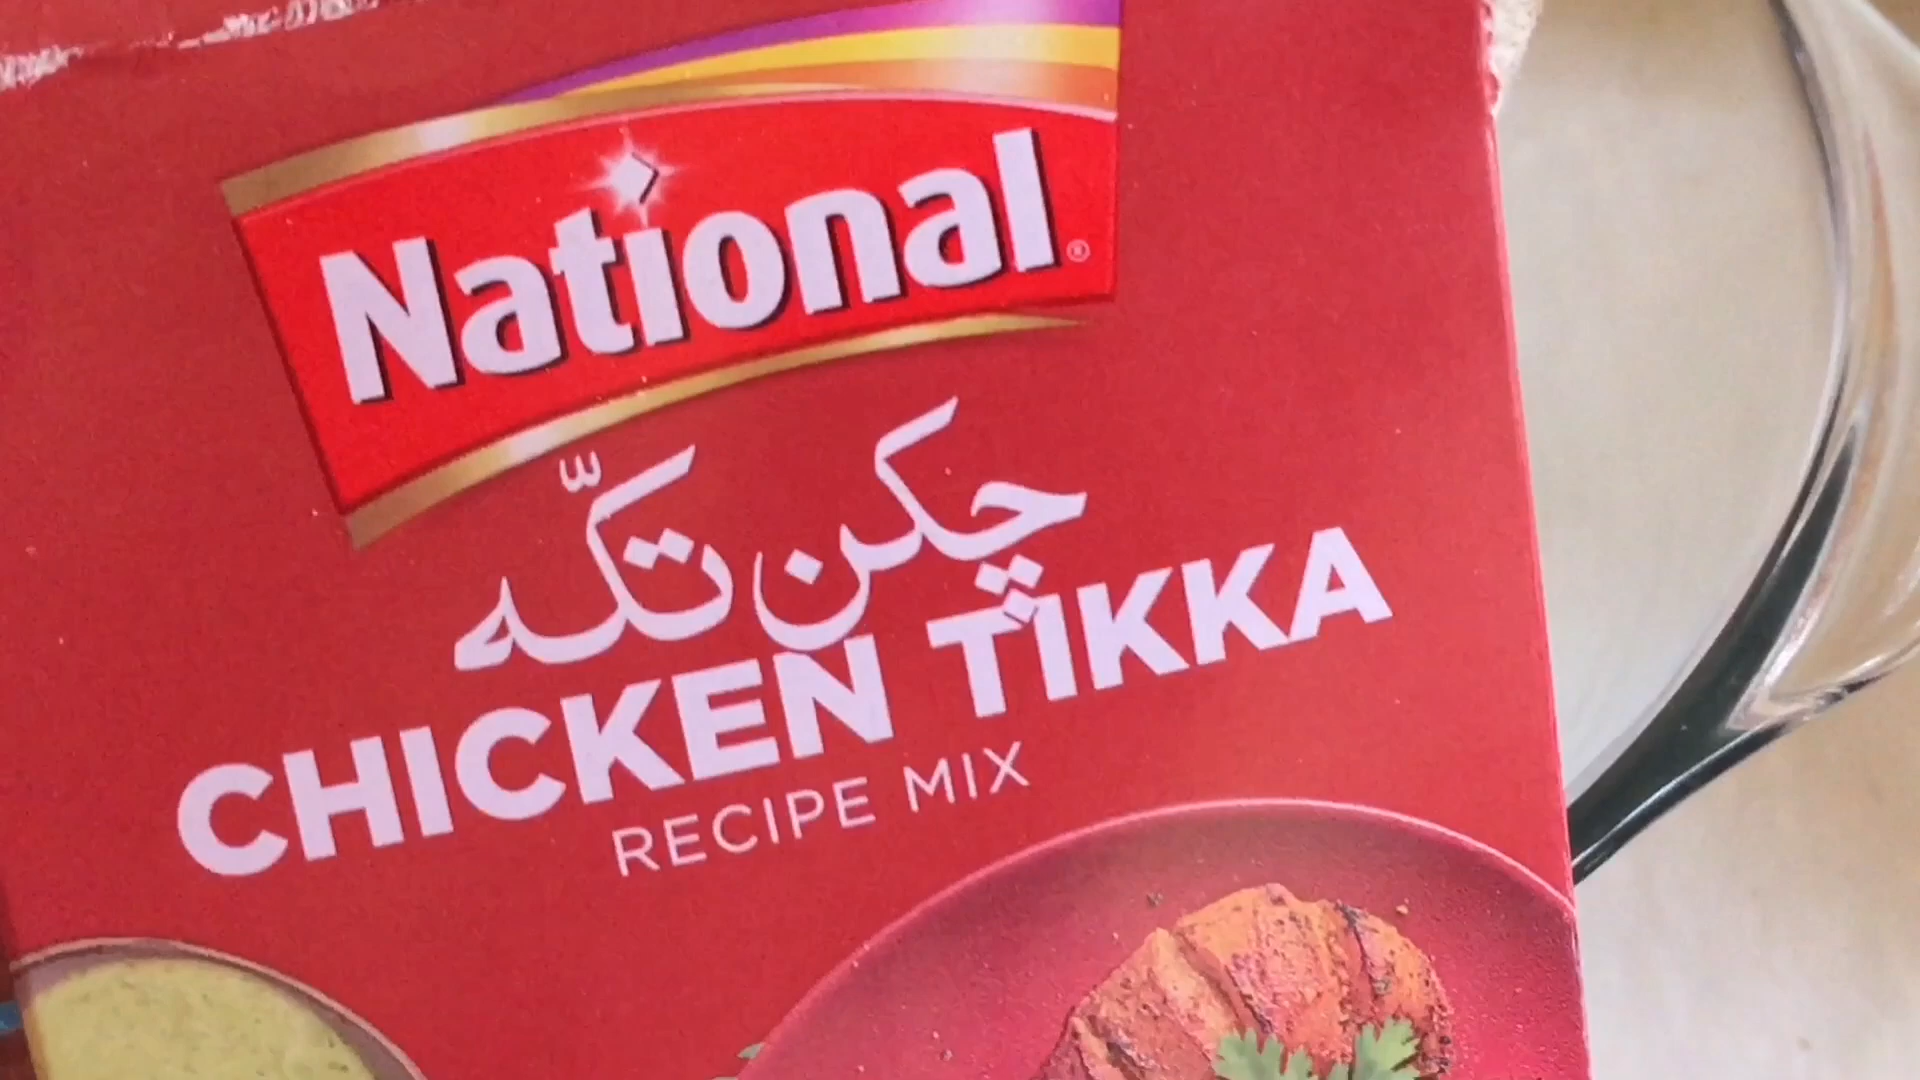 National®
چکن تکّہ
CHICKEN TIKKA
RECIPE MIX